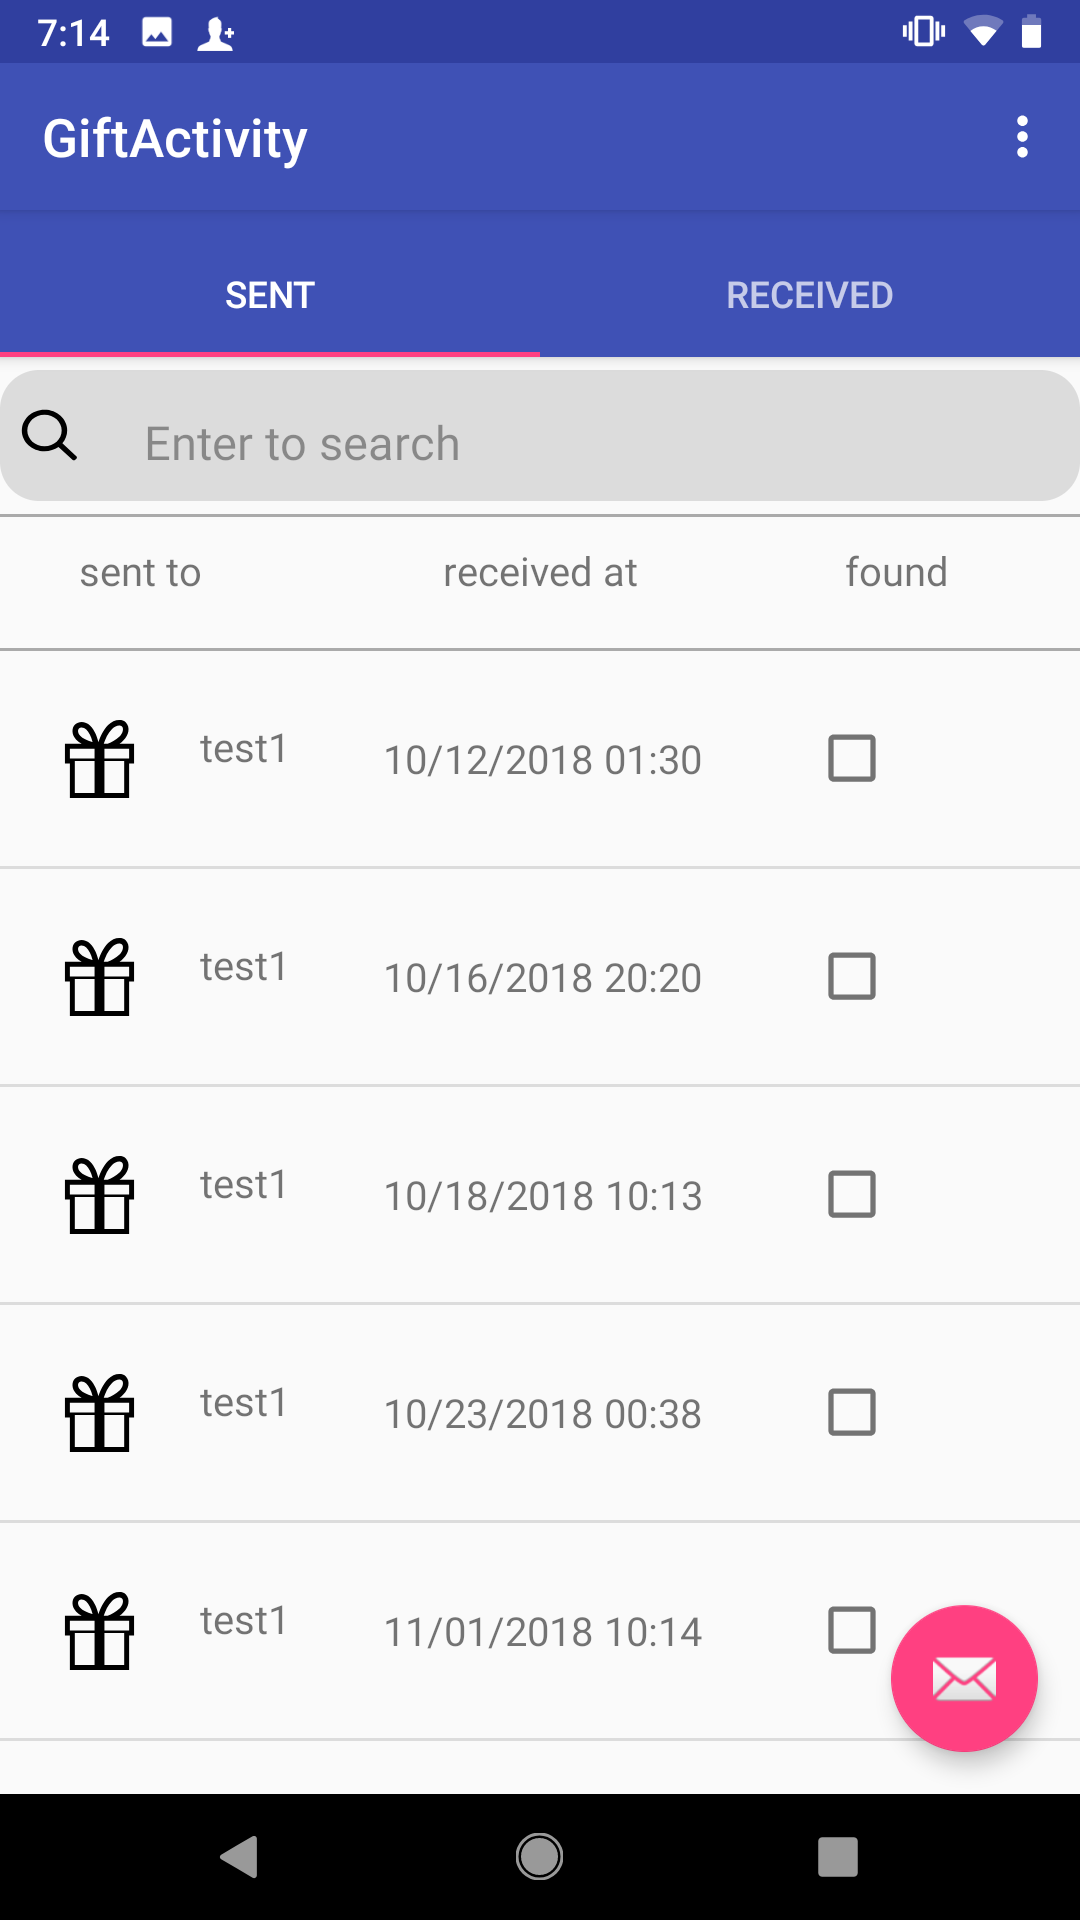 7:14
GiftActivity
SENT RECEIVED
Enter to search
sent to received at found
test1 10/12/2018 01:30
test1 10/16/2018 20:20
test1 10/18/2018 10:13
test1 10/23/2018 00:38
test1 11/01/2018 10:14